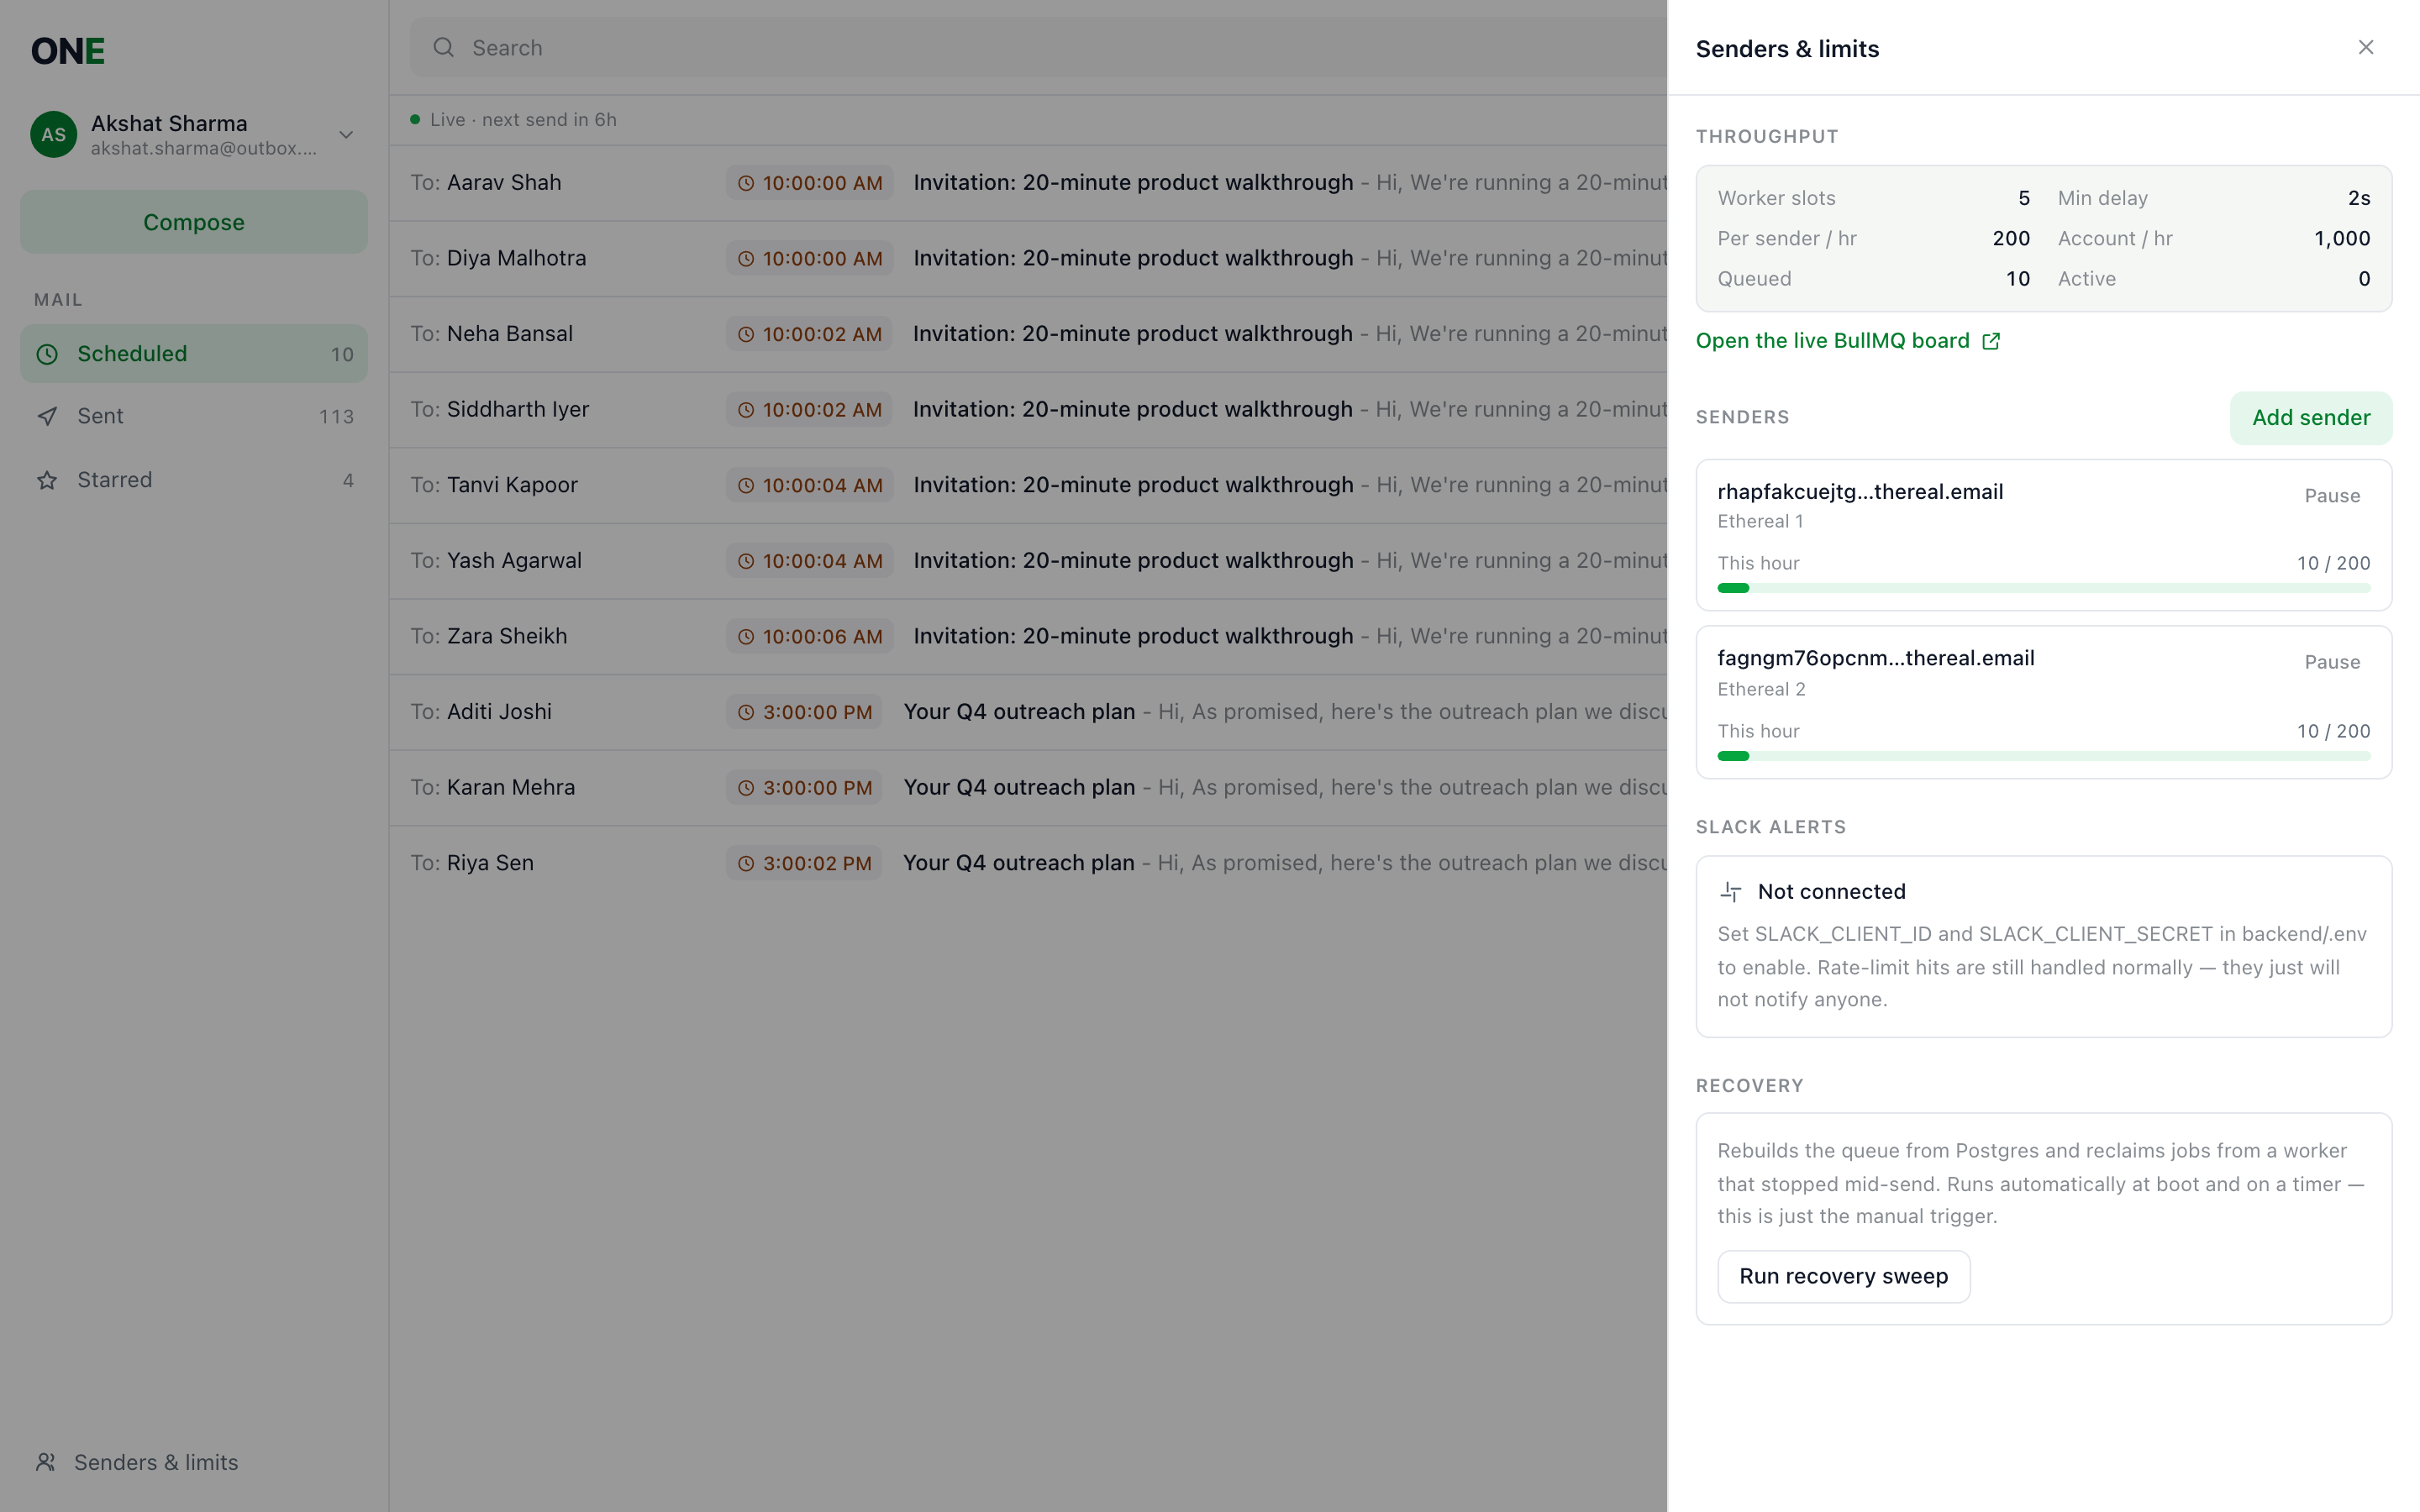 ONE
AS
Akshat Sharma
akshat.sharma@outbox....
Compose
MAIL
Scheduled 10
Sent 113
Starred 4
Senders & limits
Search
Live · next send in 6h
To: Aarav Shah 10:00:00 AM Invitation: 20-minute product walkthrough - Hi, We're running a 20-minut
To: Diya Malhotra 10:00:00 AM Invitation: 20-minute product walkthrough - Hi, We're running a 20-minut
To: Neha Bansal 10:00:02 AM Invitation: 20-minute product walkthrough - Hi, We're running a 20-minut
To: Siddharth Iyer 10:00:02 AM Invitation: 20-minute product walkthrough - Hi, We're running a 20-minut
To: Tanvi Kapoor 10:00:04 AM Invitation: 20-minute product walkthrough - Hi, We're running a 20-minut
To: Yash Agarwal 10:00:04 AM Invitation: 20-minute product walkthrough - Hi, We're running a 20-minut
To: Zara Sheikh 10:00:06 AM Invitation: 20-minute product walkthrough - Hi, We're running a 20-minut
To: Aditi Joshi 3:00:00 PM Your Q4 outreach plan - Hi, As promised, here's the outreach plan we discu
To: Karan Mehra 3:00:00 PM Your Q4 outreach plan - Hi, As promised, here's the outreach plan we discu
To: Riya Sen 3:00:02 PM Your Q4 outreach plan - Hi, As promised, here's the outreach plan we discu
Senders & limits
THROUGHPUT
Worker slots 5 Min delay 2s
Per sender / hr 200 Account / hr 1,000
Queued 10 Active 0
Open the live BullMQ board
SENDERS Add sender
rhapfakcuejtg...thereal.email Pause
Ethereal 1
This hour 10 / 200
fagngm76opcnm...thereal.email Pause
Ethereal 2
This hour 10 / 200
SLACK ALERTS
Not connected
Set SLACK_CLIENT_ID and SLACK_CLIENT_SECRET in backend/.env
to enable. Rate-limit hits are still handled normally — they just will
not notify anyone.
RECOVERY
Rebuilds the queue from Postgres and reclaims jobs from a worker
that stopped mid-send. Runs automatically at boot and on a timer —
this is just the manual trigger.
Run recovery sweep